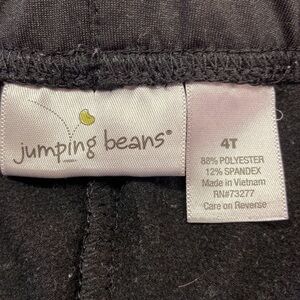 jumping beans®
4T
88% POLYESTER
12% SPANDEX
Made in Vietnam
RN#73277
Care on Reverse